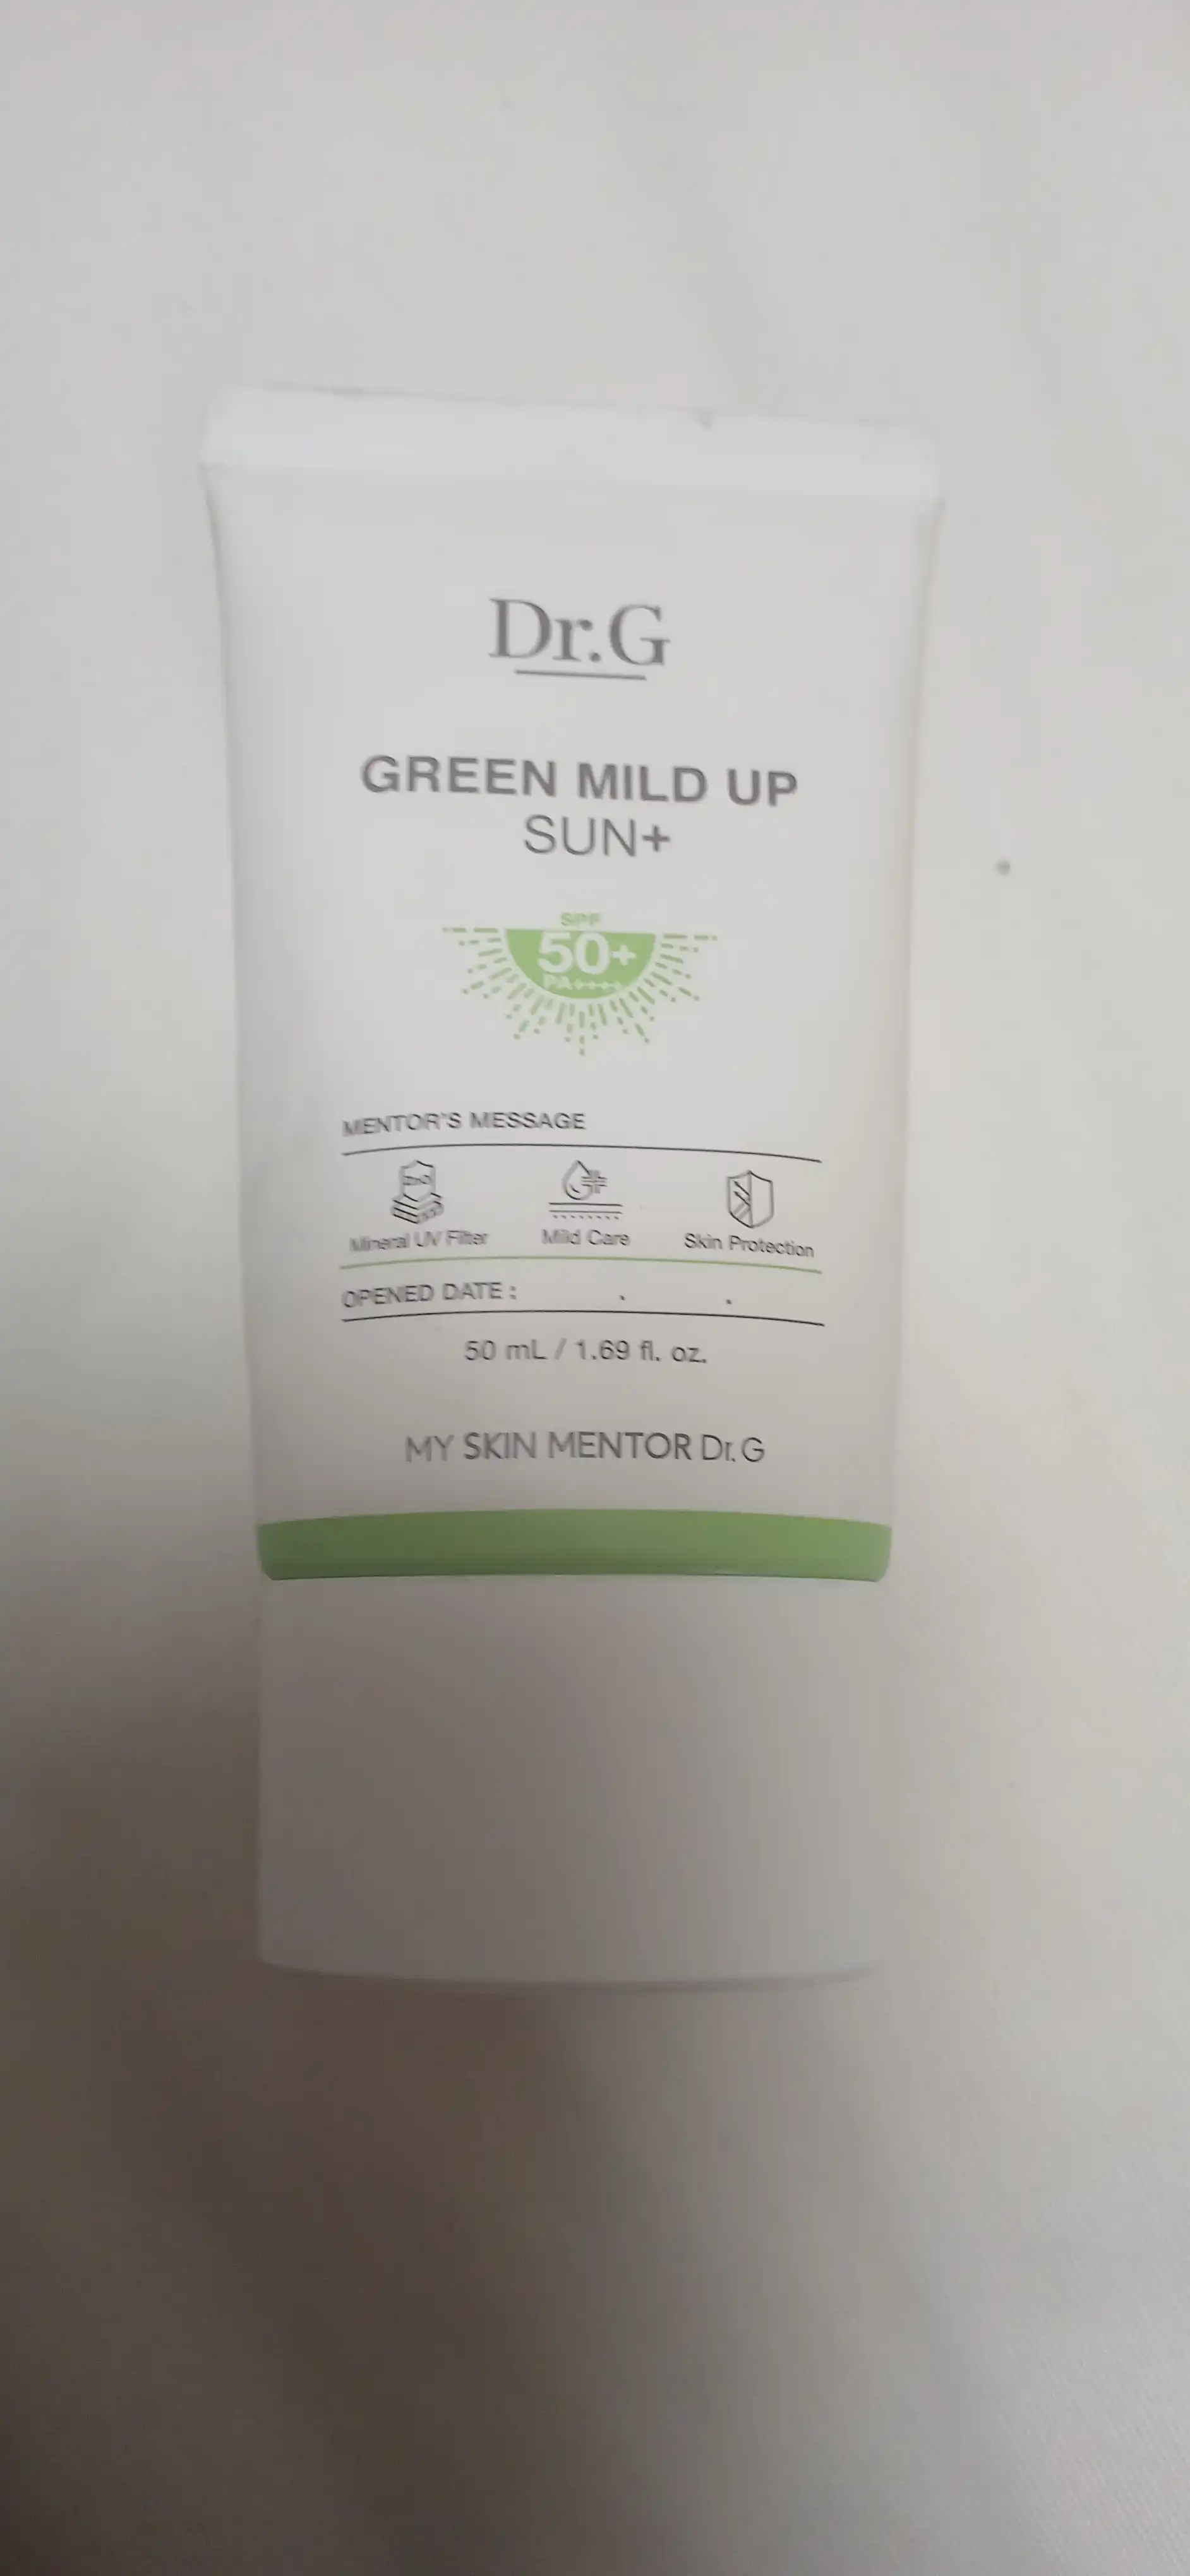 Dr.G
GREEN MILD UP
SUN+
SPF
50+
PA++++
MENTOR'S MESSAGE
Mineral UV Filter Mild Care Skin Protection
OPENED DATE : . .
50 mL / 1.69 fl. oz.
MY SKIN MENTOR Dr.G